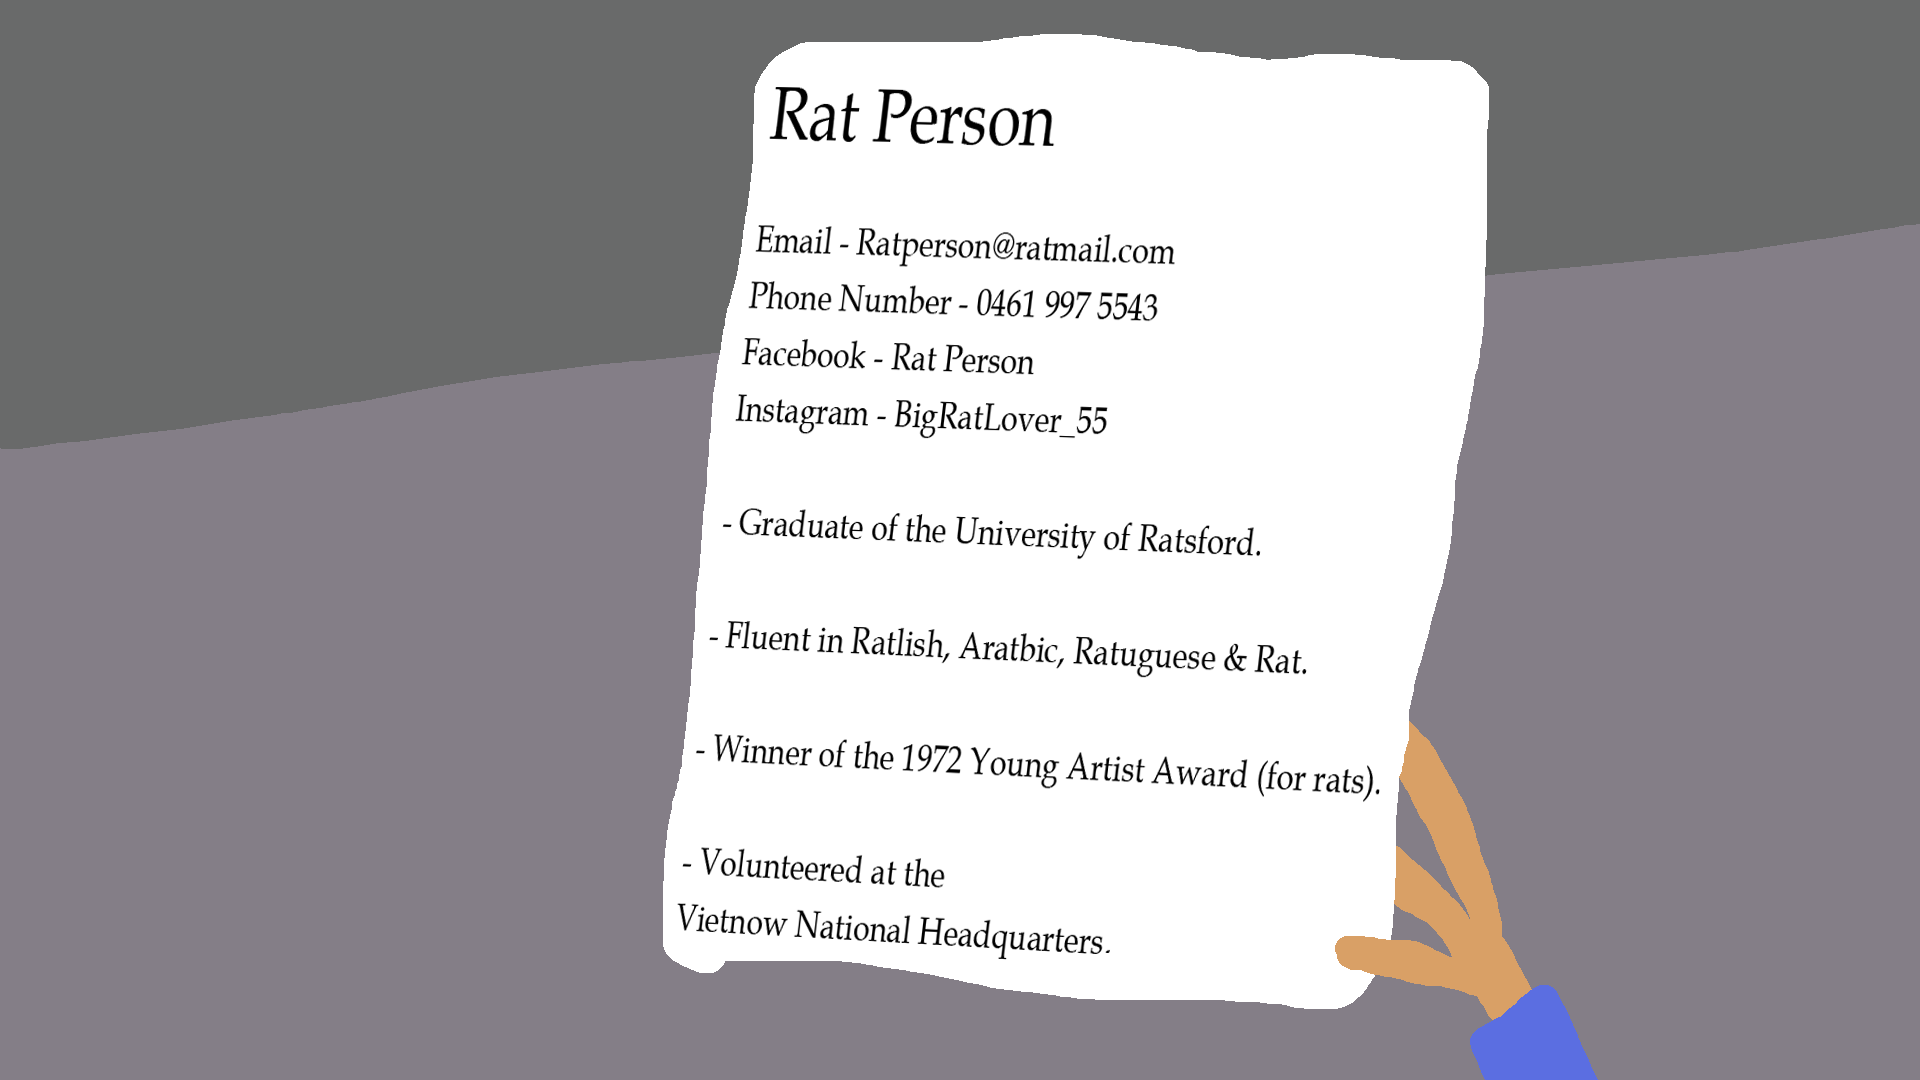 Rat Person
Email - Ratperson@ratmail.com
Phone Number - 0461 997 5543
Facebook - Rat Person
Instagram - BigRatLover_55
- Graduate of the University of Ratsford.
- Fluent in Ratlish, Aratbic, Ratuguese & Rat.
- Winner of the 1972 Young Artist Award (for rats).
- Volunteered at the
Vietnow National Headquarters.